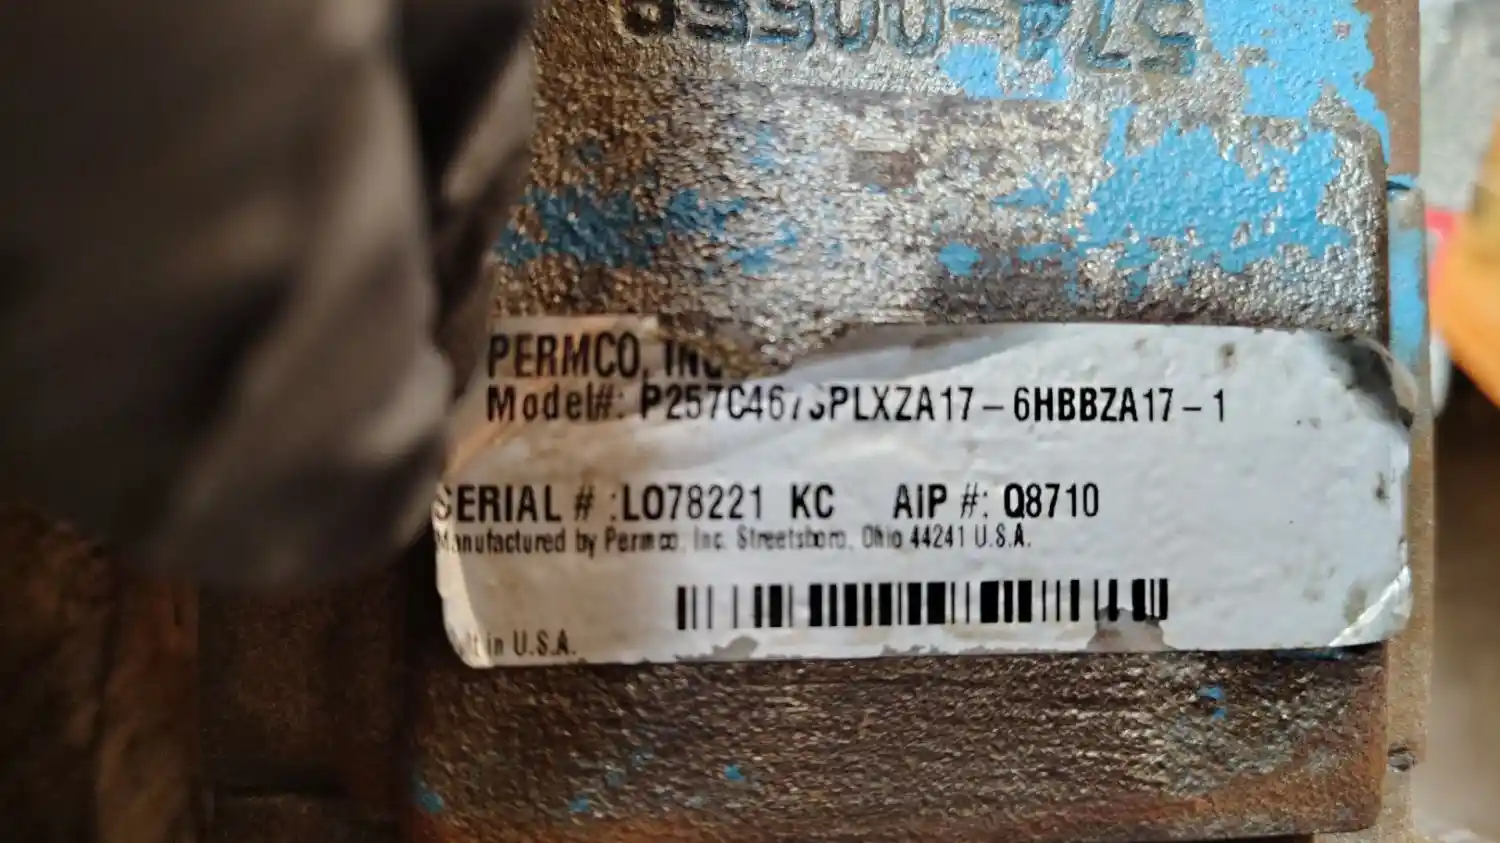 PERMCO, INC
Model#: P257C467SPLXZA17-6HBBZA17-1
SERIAL # :LO78221 KC AIP #: Q8710
Manufactured by Permco, Inc. Streetsboro, Ohio 44241 U.S.A.
in U.S.A.